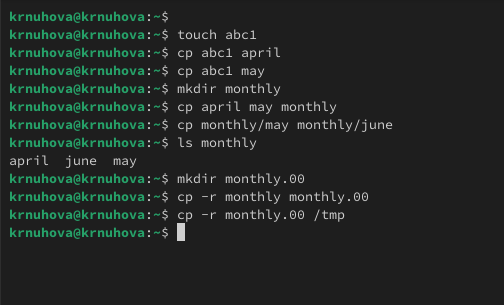 krnuhova@krnuhova:~$
krnuhova@krnuhova:~$ touch abc1
krnuhova@krnuhova:~$ cp abc1 april
krnuhova@krnuhova:~$ cp abc1 may
krnuhova@krnuhova:~$ mkdir monthly
krnuhova@krnuhova:~$ cp april may monthly
krnuhova@krnuhova:~$ cp monthly/may monthly/june
krnuhova@krnuhova:~$ ls monthly
april  june  may
krnuhova@krnuhova:~$ mkdir monthly.00
krnuhova@krnuhova:~$ cp -r monthly monthly.00
krnuhova@krnuhova:~$ cp -r monthly.00 /tmp
krnuhova@krnuhova:~$